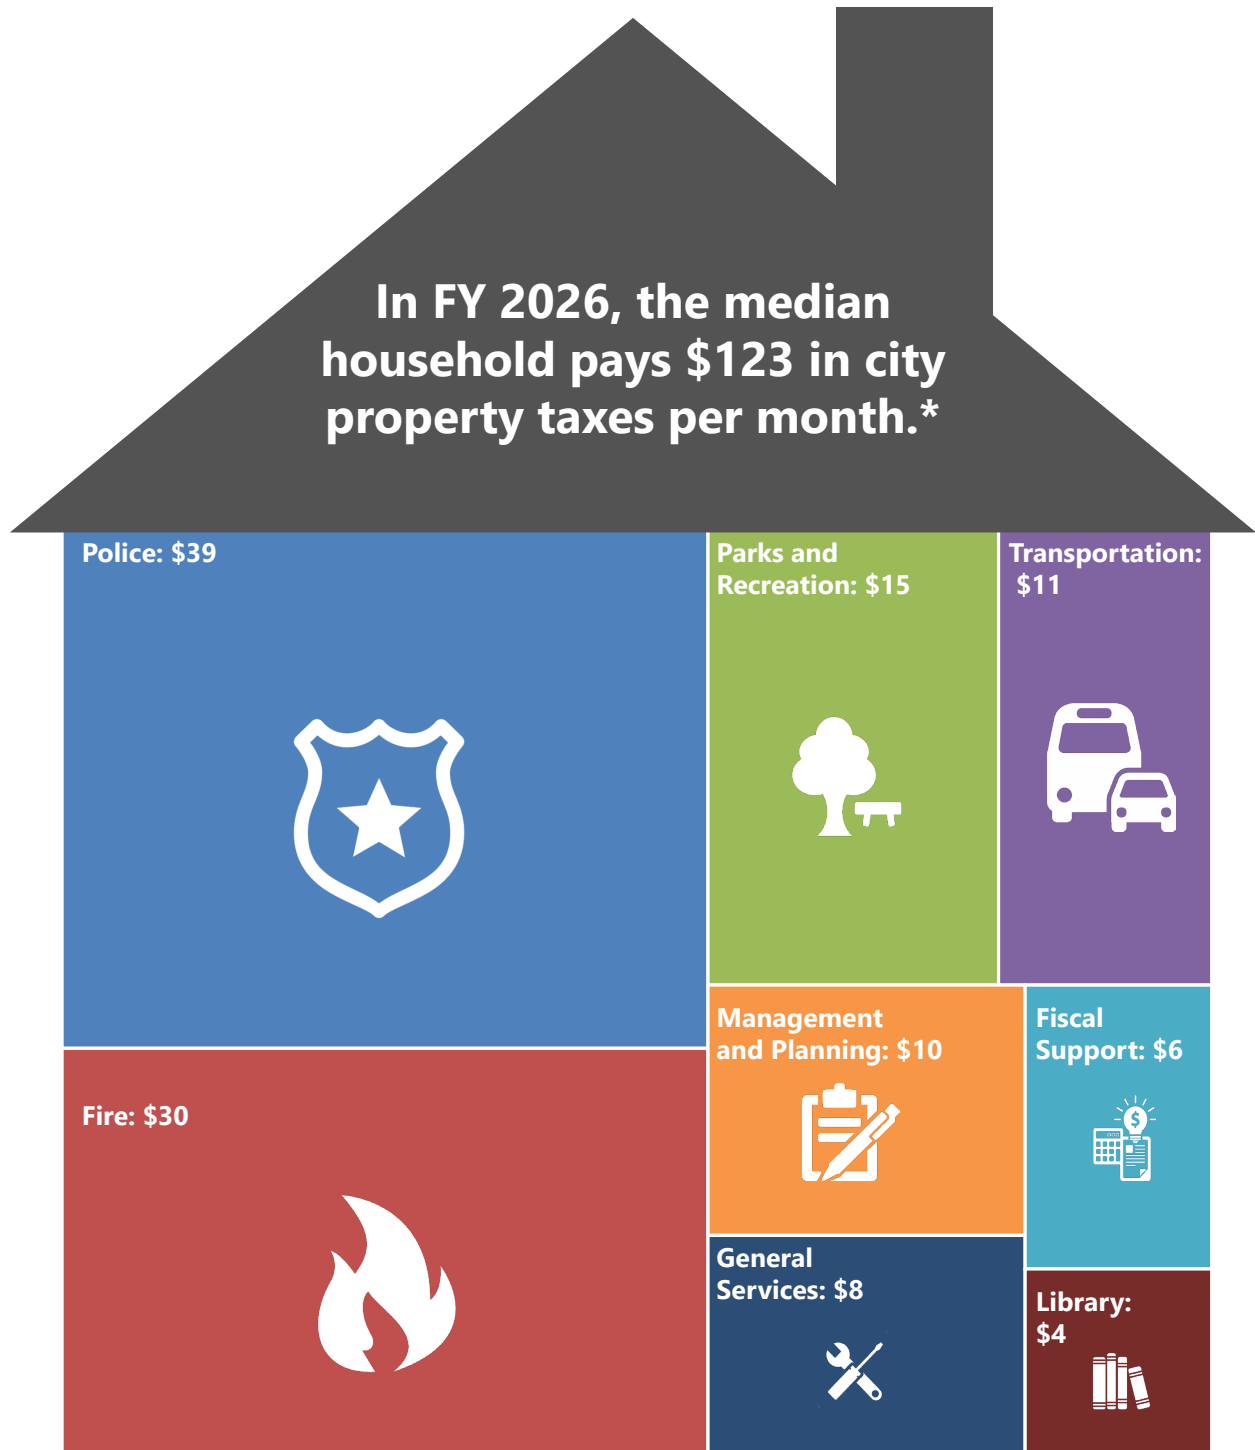 In FY 2026, the median
household pays $123 in city
property taxes per month.*
Police: $39
Parks and
Recreation: $15
Transportation:
$11
Management
and Planning: $10
Fiscal
Support: $6
Fire: $30
General
Services: $8
Library:
$4
$